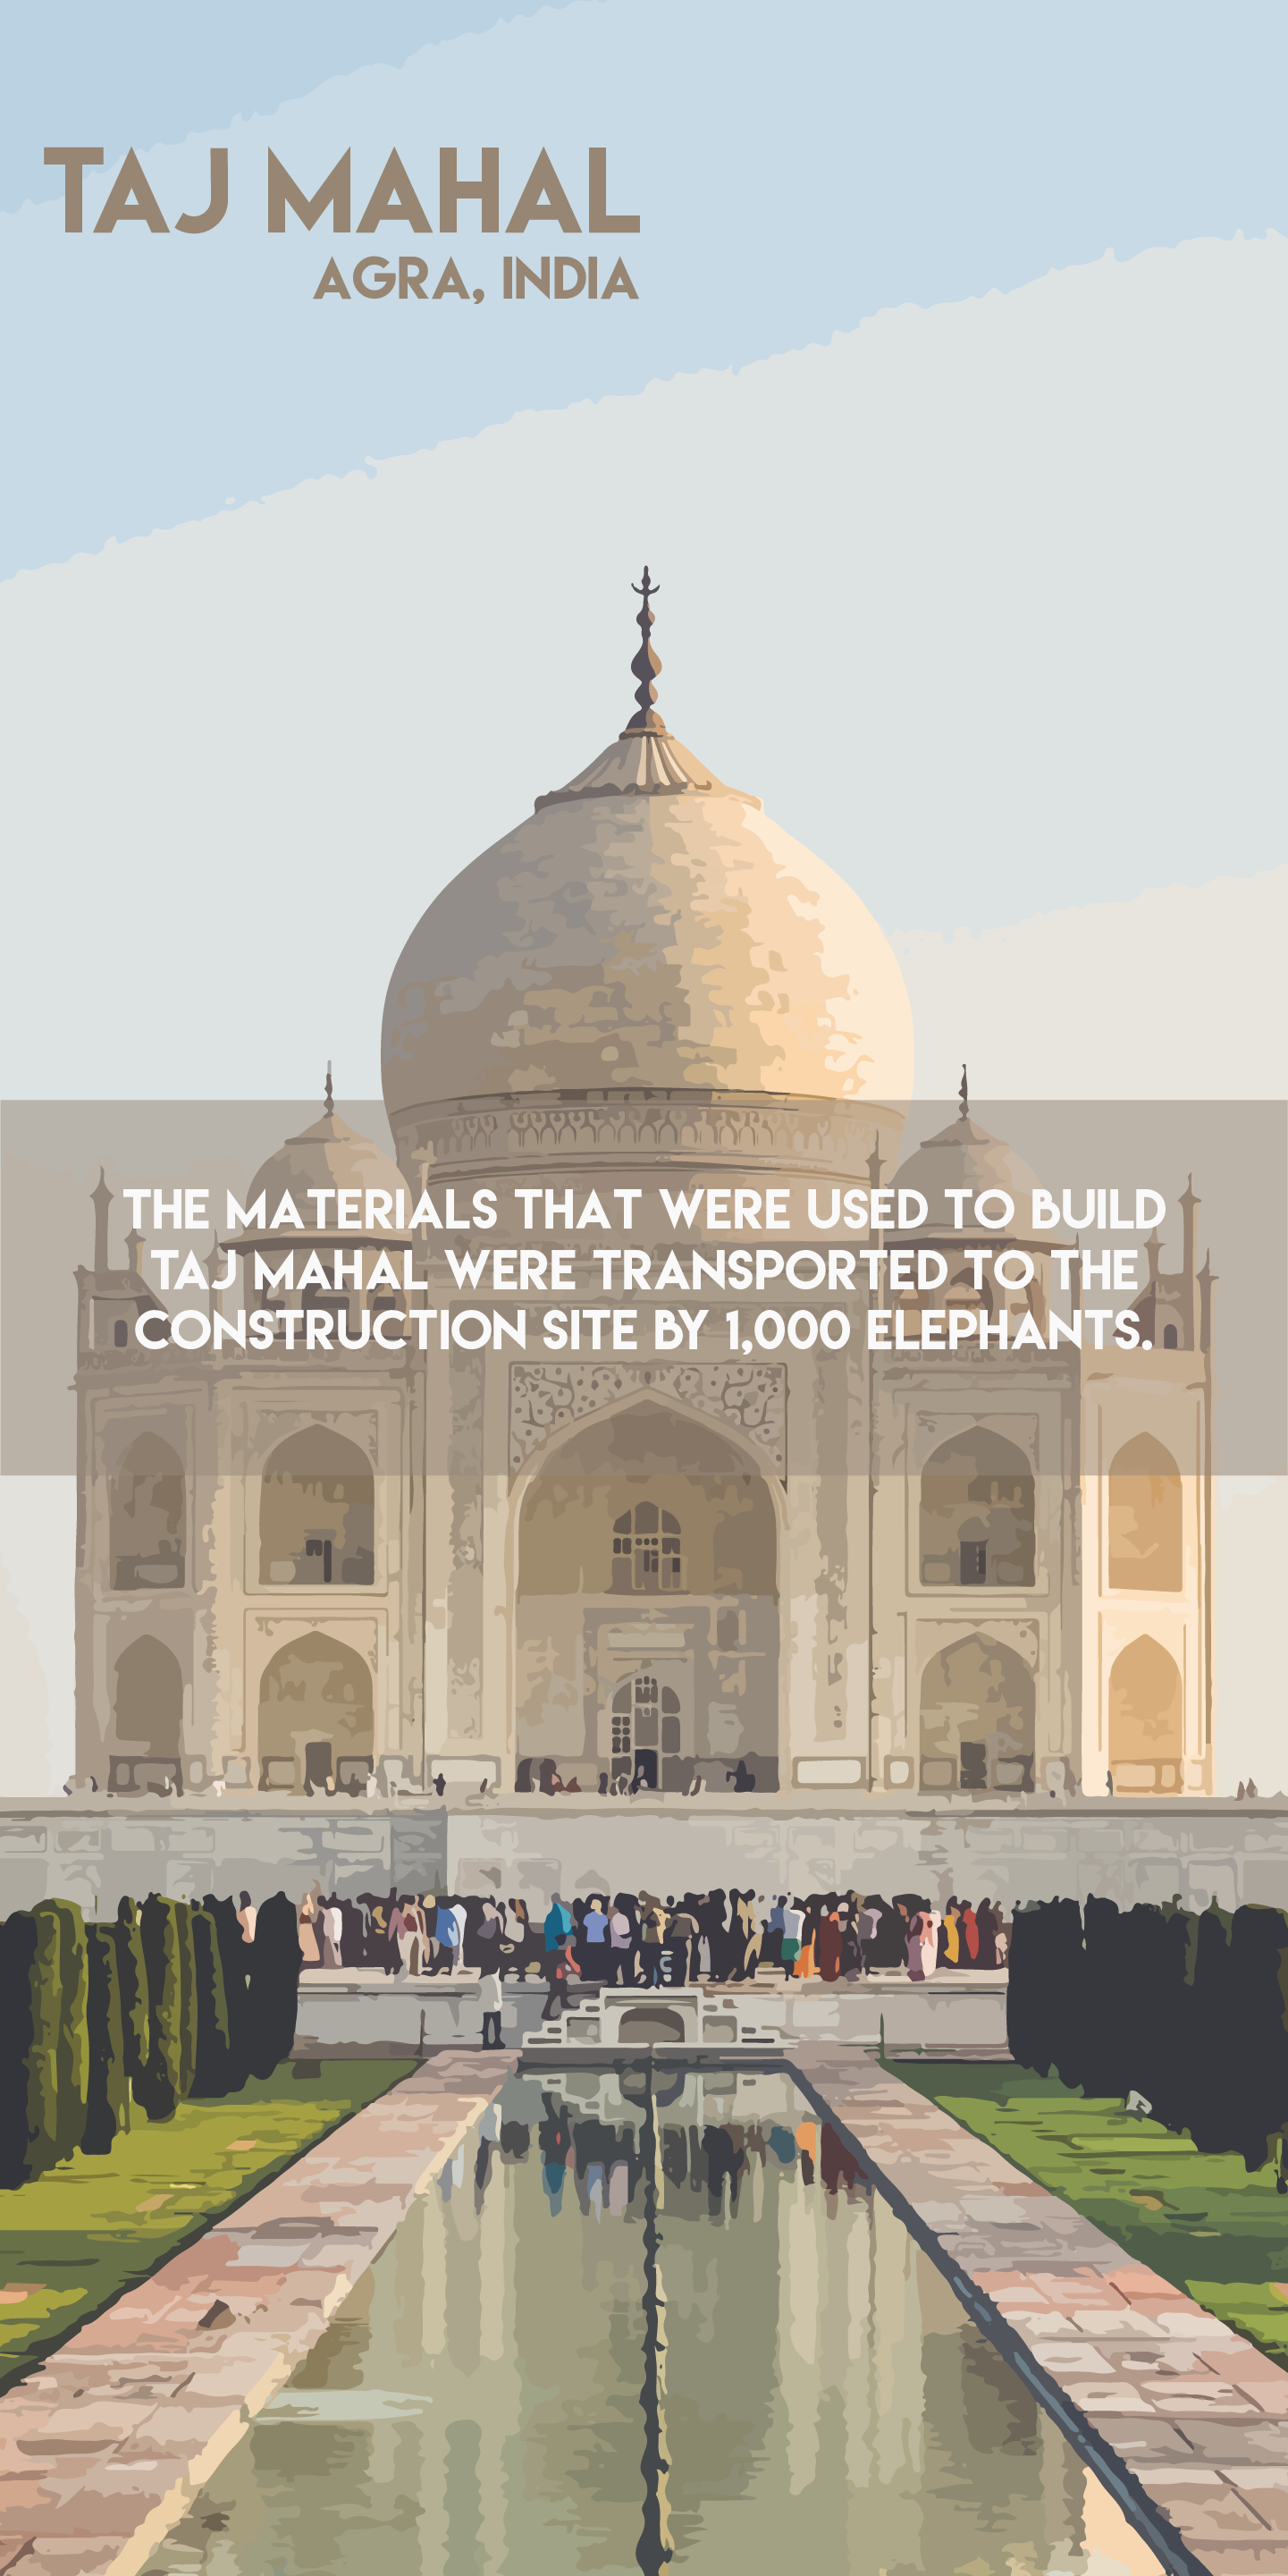 TAJ MAHAL
AGRA, INDIA
THE MATERIALS THAT WERE USED TO BUILD
TAJ MAHAL WERE TRANSPORTED TO THE
CONSTRUCTION SITE BY 1,000 ELEPHANTS.